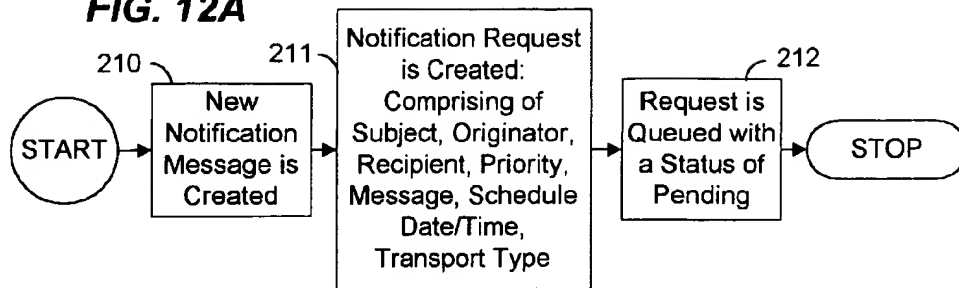 FIG. 12A
START
210
New
Notification
Message is
Created
211
Notification Request
is Created:
Comprising of
Subject, Originator,
Recipient, Priority,
Message, Schedule
Date/Time,
Transport Type
212
Request is
Queued with
a Status of
Pending
STOP